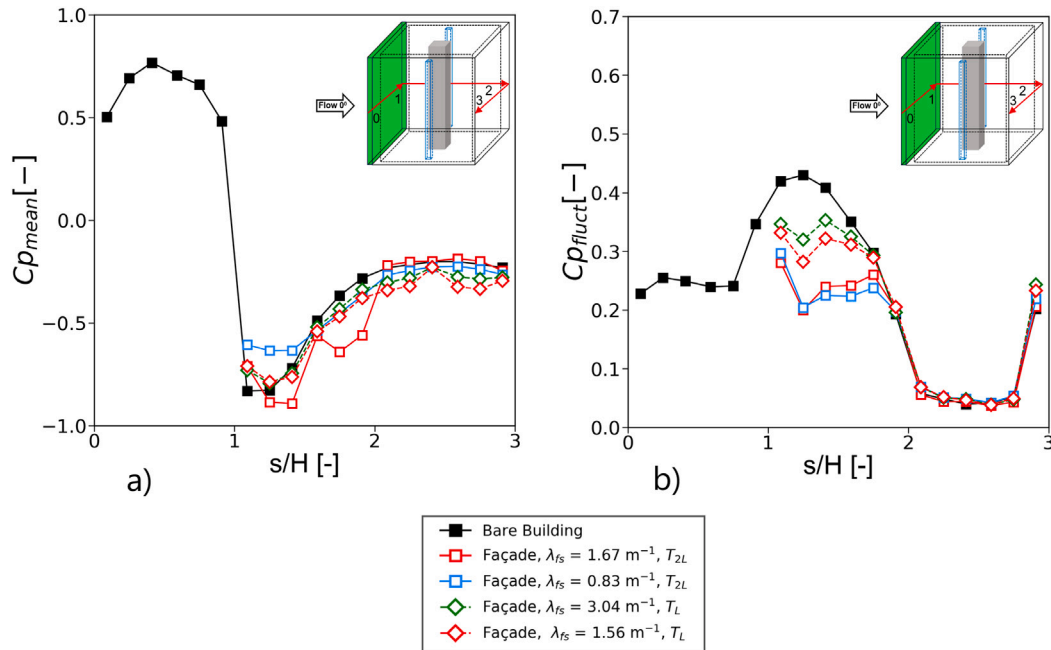 1.0
0.5
0.0
−0.5
−1.0
Cp_mean[−]
0
1
2
3
s/H [-]
a)
Flow 0º
0
1
2
3
0.7
0.6
0.5
0.4
0.3
0.2
0.1
0.0
Cp_fluct[−]
0
1
2
3
s/H [-]
b)
Flow 0º
0
1
2
3
Bare Building
Façade, λ_fs = 1.67 m⁻¹, T_2L
Façade, λ_fs = 0.83 m⁻¹, T_2L
Façade, λ_fs = 3.04 m⁻¹, T_L
Façade, λ_fs = 1.56 m⁻¹, T_L